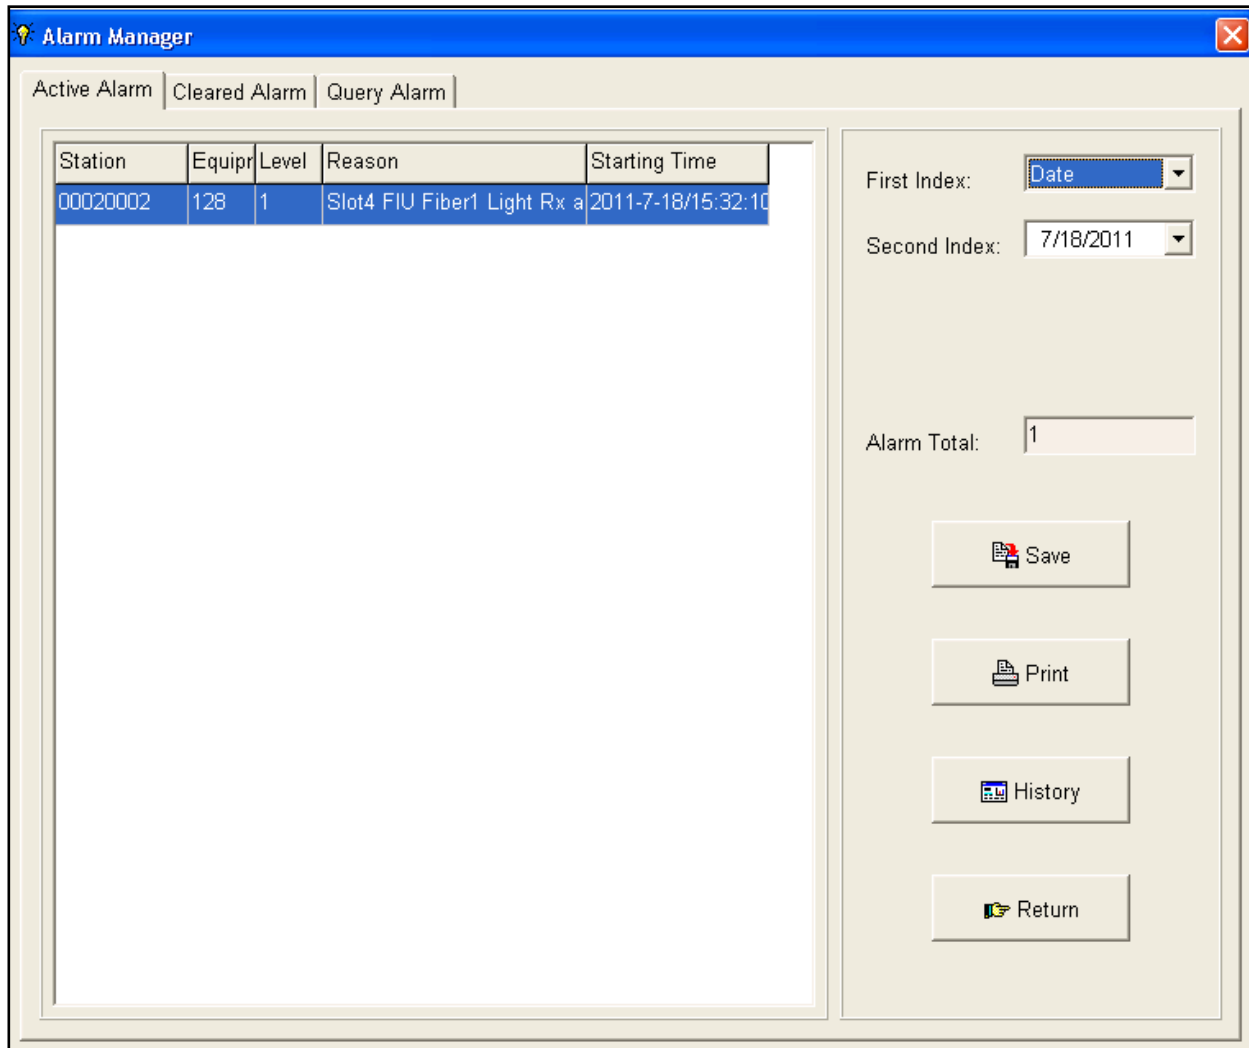 Alarm Manager
Active Alarm Cleared Alarm Query Alarm
Station Equipr Level Reason Starting Time
00020002 128 1 Slot4 FIU Fiber1 Light Rx a 2011-7-18/15:32:10
First Index: Date
Second Index: 7/18/2011
Alarm Total: 1
Save
Print
History
Return